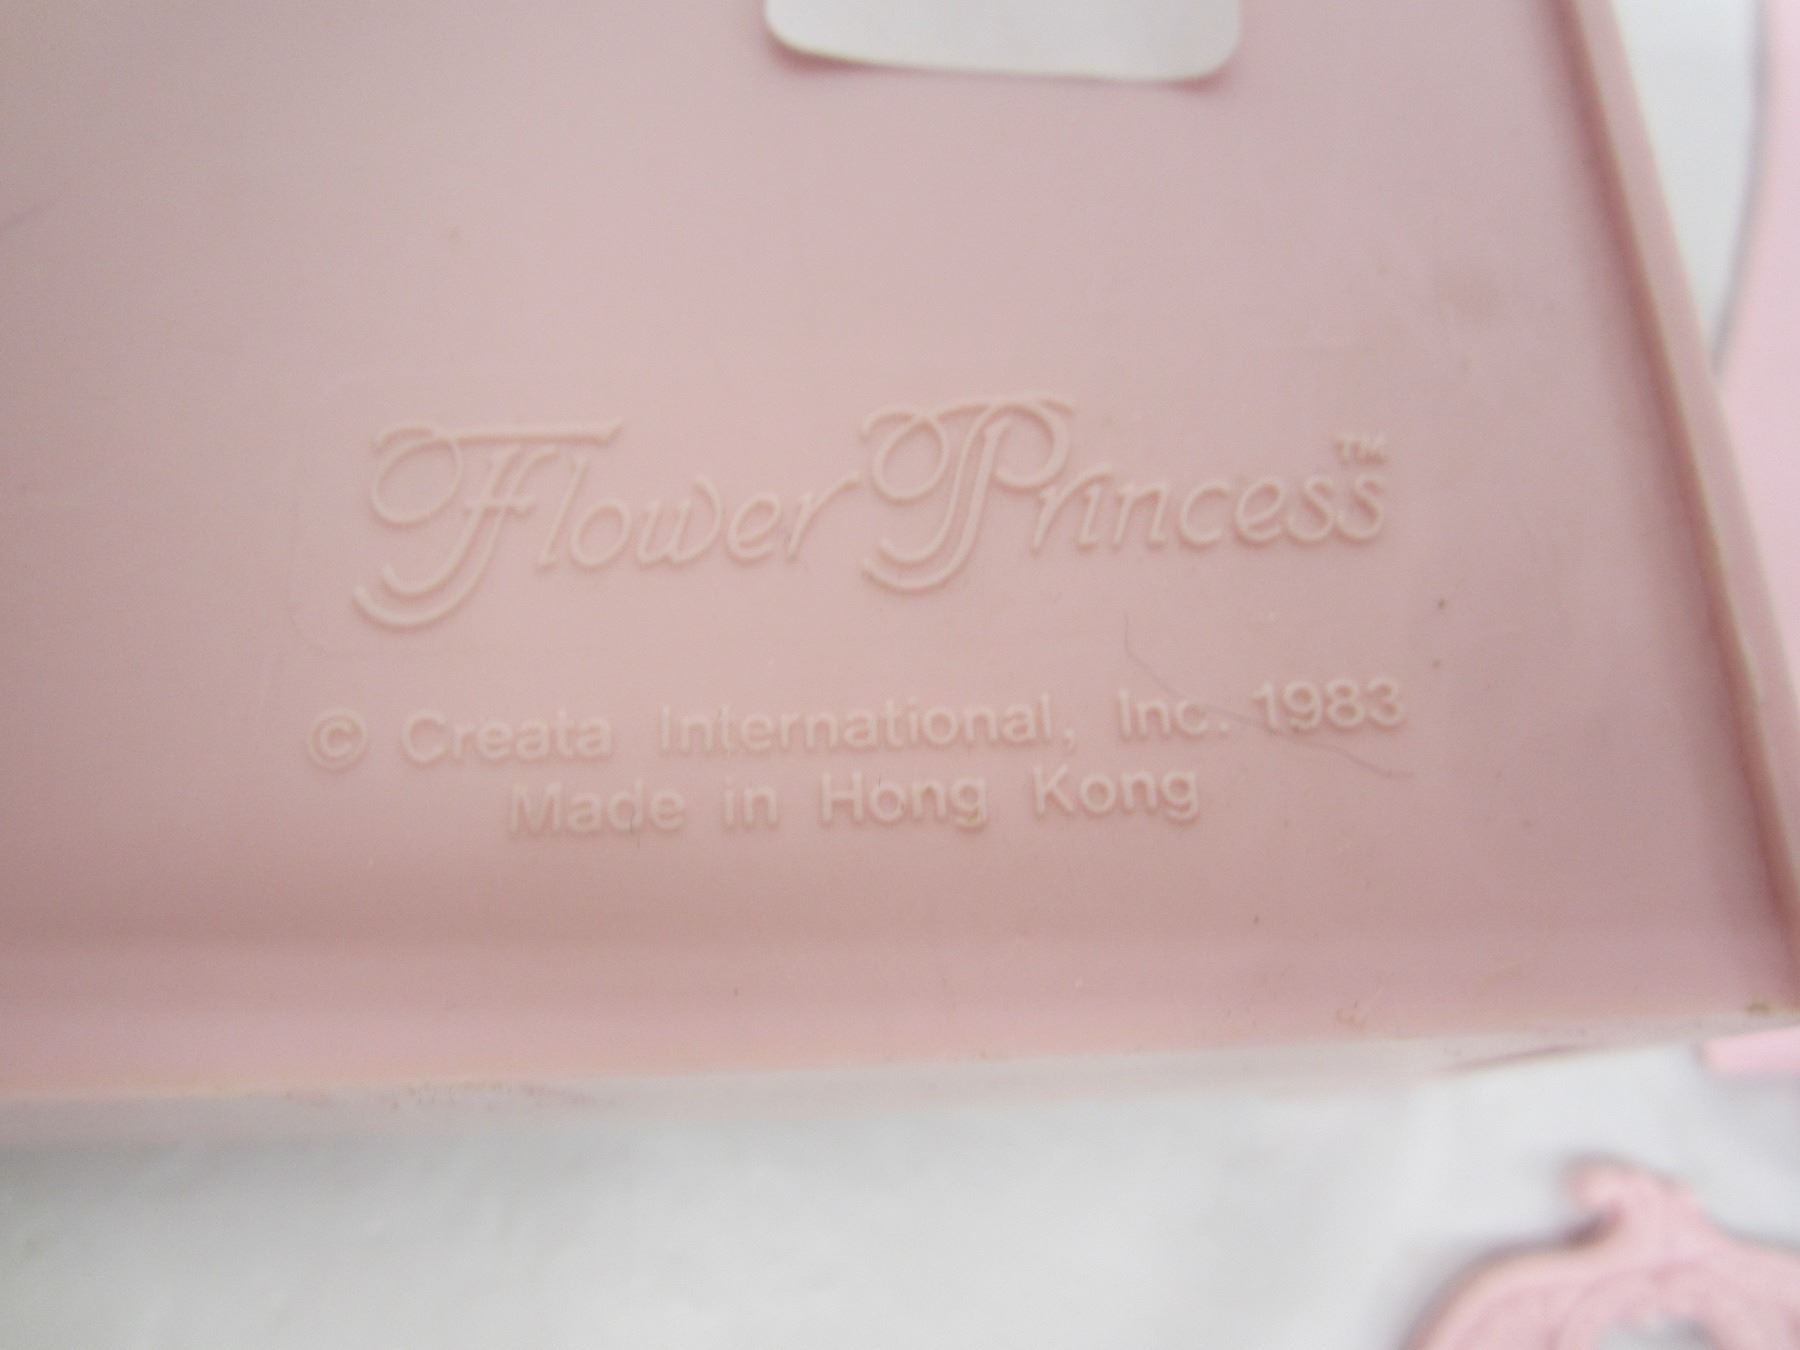 Flower Princess™
© Creata International, Inc. 1983
Made in Hong Kong